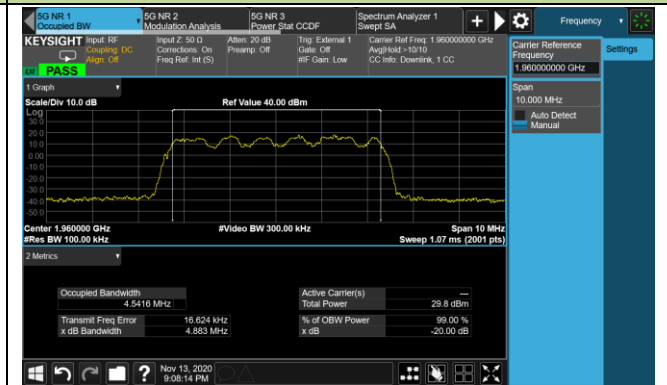 5G NR 1
Occupied BW
5G NR 2
Modulation Analysis
5G NR 3
Power Stat CCDF
Spectrum Analyzer 1
Swept SA
Frequency
KEYSIGHT
Input: RF
Coupling: DC
Align: Off
Input Z: 50 Ω
Corrections: On
Freq Ref: Int (S)
Atten: 20 dB
Preamp: Off
Trig: External 1
Gate: Off
#IF Gain: Low
Carrier Ref Freq: 1.960000000 GHz
Avg|Hold:>10/10
CC Info: Downlink, 1 CC
PASS
Carrier Reference
Frequency
1.960000000 GHz
Settings
Span
10.000 MHz
Auto Detect
Manual
1 Graph
Scale/Div 10.0 dB
Ref Value 40.00 dBm
Log
30.0
20.0
10.0
0.00
-10.0
-20.0
-30.0
-40.0
-50.0
Center 1.960000 GHz
#Video BW 300.00 kHz
Span 10 MHz
#Res BW 100.00 kHz
Sweep 1.07 ms (2001 pts)
2 Metrics
Occupied Bandwidth
4.5416 MHz
Active Carrier(s)
---
Total Power
29.8 dBm
Transmit Freq Error
16.624 kHz
% of OBW Power
99.00 %
x dB Bandwidth
4.883 MHz
x dB
-20.00 dB
?
Nov 13, 2020
9:08:14 PM